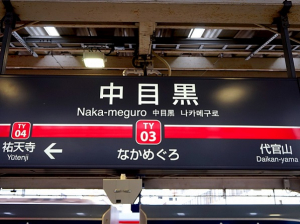 中目黒
Naka-meguro 中目黑 나카메구로
TY
04
TY
03
祐天寺
Yūtenji
←
なかめぐろ
代官山
Daikan-yama